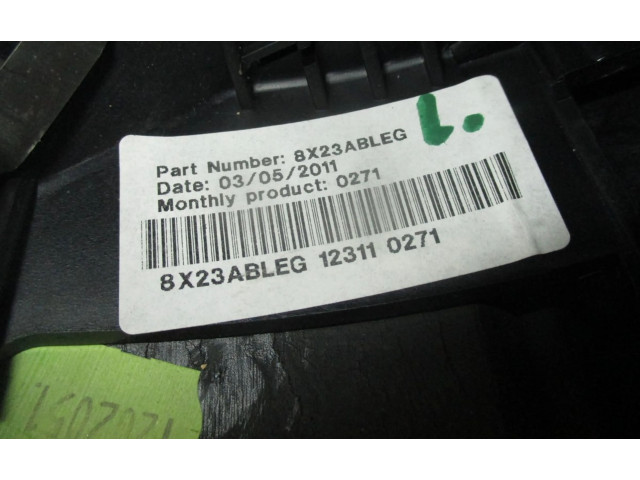 Part Number: 8X23ABLEG
Date: 03/05/2011
Monthly product: 0271
8X23ABLEG 12311 0271